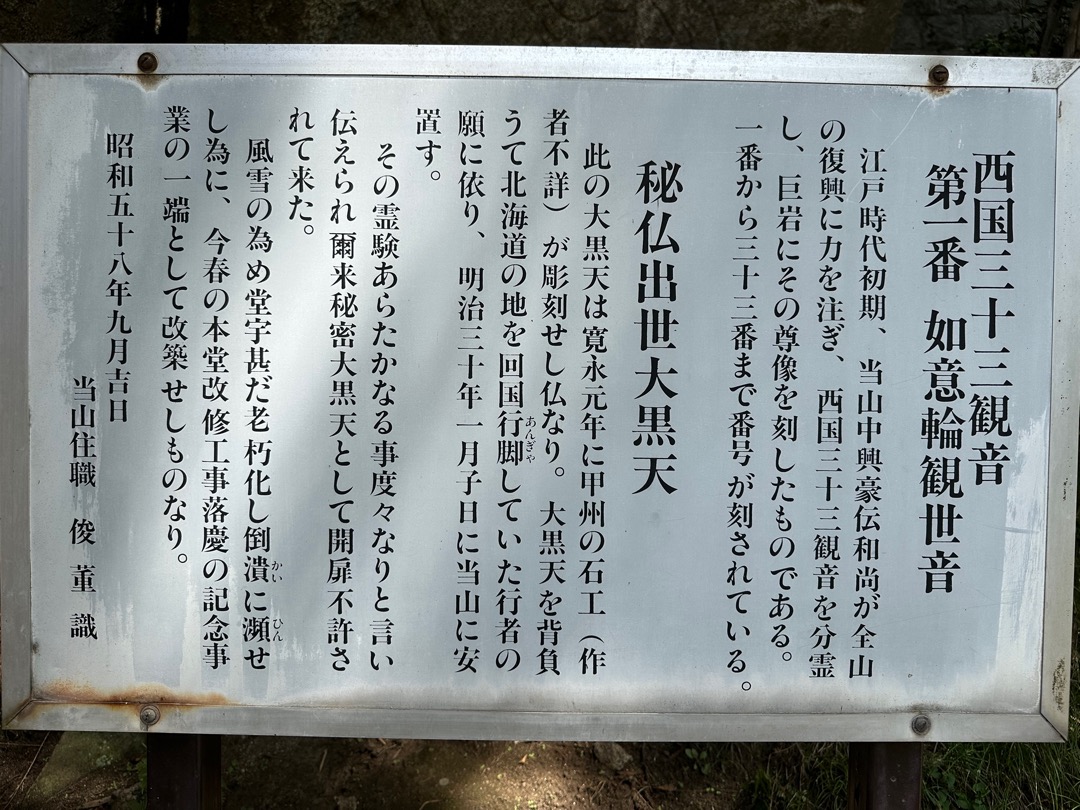 西国三十三観音
第一番 如意輪観世音
江戸時代初期、当山中興豪伝和尚が全山
の復興に力を注ぎ、西国三十三観音を分霊
し、巨岩にその尊像を刻したものである。
一番から三十三番まで番号が刻されている。
秘仏出世大黒天
此の大黒天は寛永元年に甲州の石工（作
者不詳）が彫刻せし仏なり。大黒天を背負
うて北海道の地を回国行脚していた行者の
願に依り、明治三十年一月子日に当山に安
置す。
その霊験あらたかなる事度々なりと言い
伝えられ爾来秘密大黒天として開扉不許さ
れて来た。
風雪の為め堂宇甚だ老朽化し倒潰に瀕せ
し為に、今春の本堂改修工事落慶の記念事
業の一端として改築せしものなり。
昭和五十八年九月吉日
当山住職 俊菫識